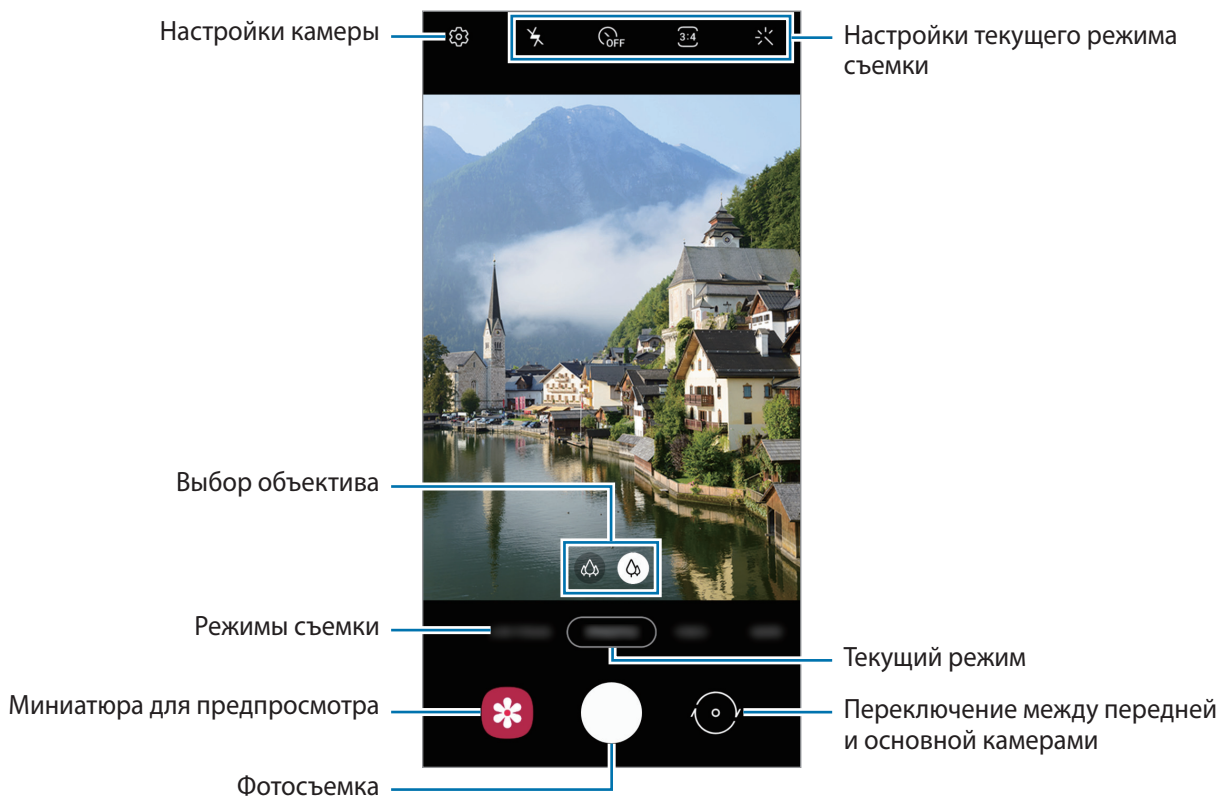 Настройки камеры
OFF
3:4
Настройки текущего режима
съемки
Выбор объектива
Режимы съемки
Текущий режим
Миниатюра для предпросмотра
Переключение между передней
и основной камерами
Фотосъемка